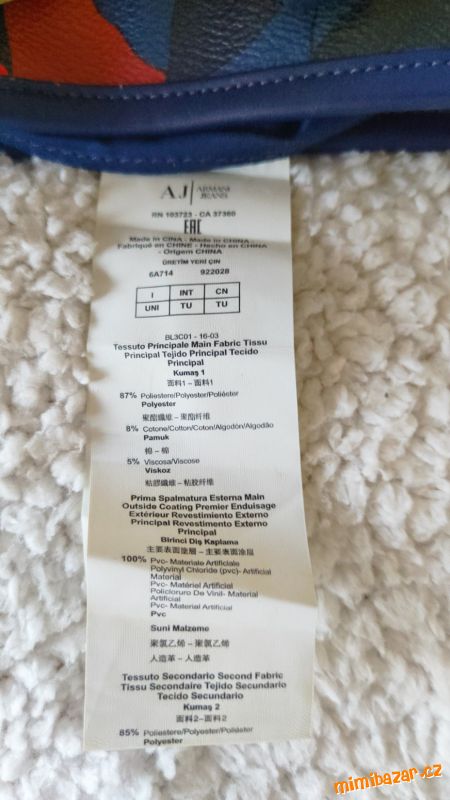 AJ ARMANI JEANS
RN 103723 - CA 37360
EAC
Made in CINA - Made in CHINA -
Fabriqué en CHINE - Hecho en CHINA
- Origem CHINA
ÜRETİM YERİ ÇIN
6A714 922028
I INT CN
UNI TU TU
BL3C01 - 16-03
Tessuto Principale Main Fabric Tissu
Principal Tejido Principal Tecido
Principal
Kumaş 1
面料1 – 面料1
87% Poliestere/Polyester/Poliéster
Polyester
聚酯纖維 – 聚酯纤维
8% Cotone/Cotton/Coton/Algodón/Algodão
Pamuk
棉 – 棉
5% Viscosa/Viscose
Viskoz
粘膠纖維 – 粘胶纤维
Prima Spalmatura Esterna Main
Outside Coating Premier Enduisage
Extérieur Revestimiento Externo
Principal Revestimento Externo
Principal
Birinci Dış Kaplama
主要表面塗層 – 主要表面涂层
100% Pvc- Materiale Artificiale
Polyvinyl Chloride (pvc)- Artificial
Material
Pvc- Matériel Artificial
Policloruro De Vinil- Material
Artificial
Pvc- Material Artificial
Pvc
Suni Malzeme
聚氯乙烯 – 聚氯乙烯
人造革 – 人造革
Tessuto Secondario Second Fabric
Tissu Secondaire Tejido Secundario
Tecido Secundario
Kumaş 2
面料2 – 面料2
85% Poliestere/Polyester/Poliéster
Polyester
mimibazar.cz